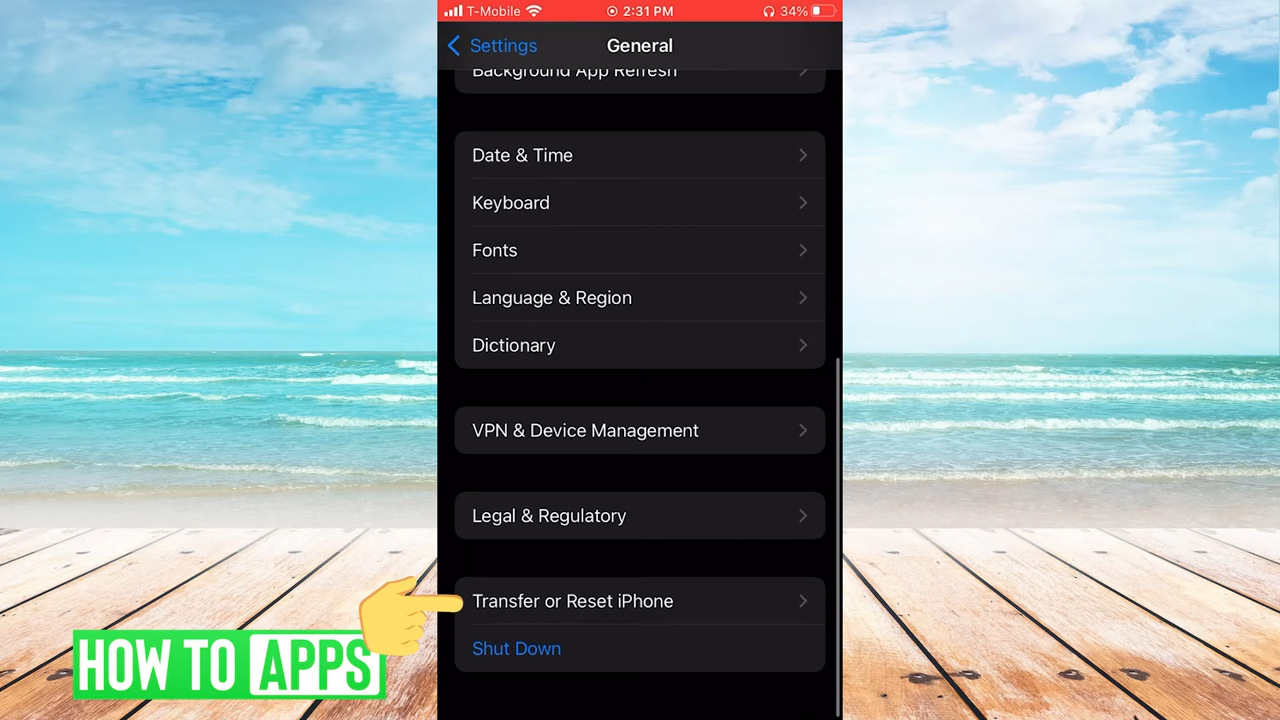 T-Mobile 2:31 PM 34%
Settings General
Background App Refresh
Date & Time
Keyboard
Fonts
Language & Region
Dictionary
VPN & Device Management
Legal & Regulatory
Transfer or Reset iPhone
Shut Down
HOW TO APPS